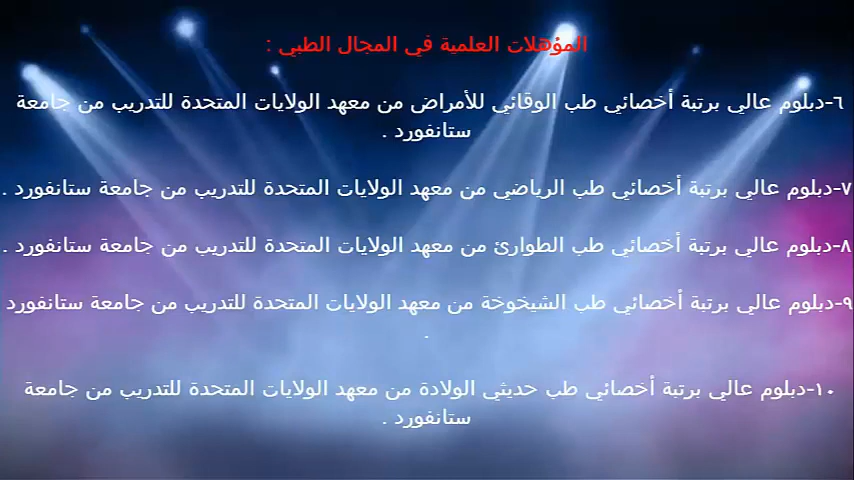 المؤهلات العلمية في المجال الطبي :
٦-دبلوم عالي برتبة أخصائي طب الوقائي للأمراض من معهد الولايات المتحدة للتدريب من جامعة
ستانفورد .
٧-دبلوم عالي برتبة أخصائي طب الرياضي من معهد الولايات المتحدة للتدريب من جامعة ستانفورد .
٨-دبلوم عالي برتبة أخصائي طب الطوارئ من معهد الولايات المتحدة للتدريب من جامعة ستانفورد .
٩-دبلوم عالي برتبة أخصائي طب الشيخوخة من معهد الولايات المتحدة للتدريب من جامعة ستانفورد
.
١٠-دبلوم عالي برتبة أخصائي طب حديثي الولادة من معهد الولايات المتحدة للتدريب من جامعة
ستانفورد .